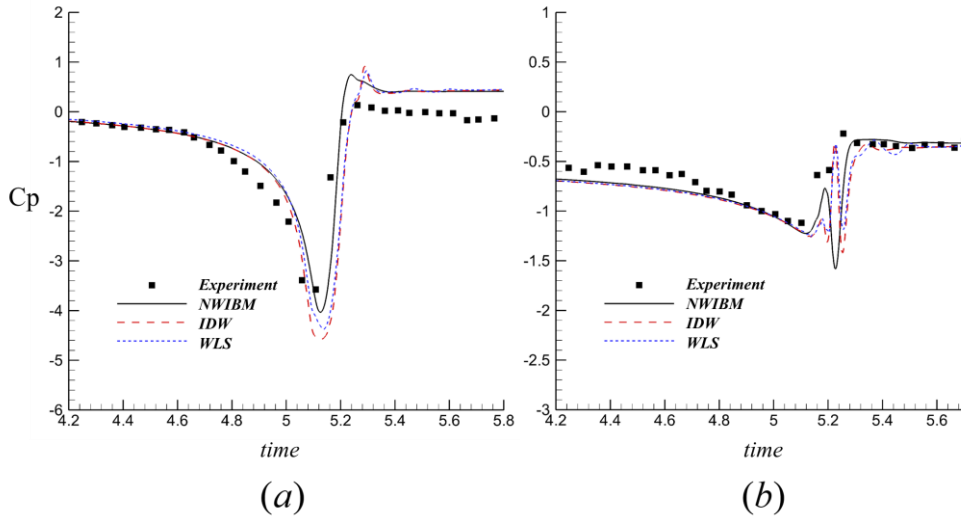 2
1
0
-1
-2
-3
-4
-5
-6
Cp
Experiment
NWIBM
IDW
WLS
4.2 4.4 4.6 4.8 5 5.2 5.4 5.6 5.8
time
(a)
1
0.5
0
-0.5
-1
-1.5
-2
-2.5
-3
Experiment
NWIBM
IDW
WLS
4.2 4.4 4.6 4.8 5 5.2 5.4 5.6
time
(b)